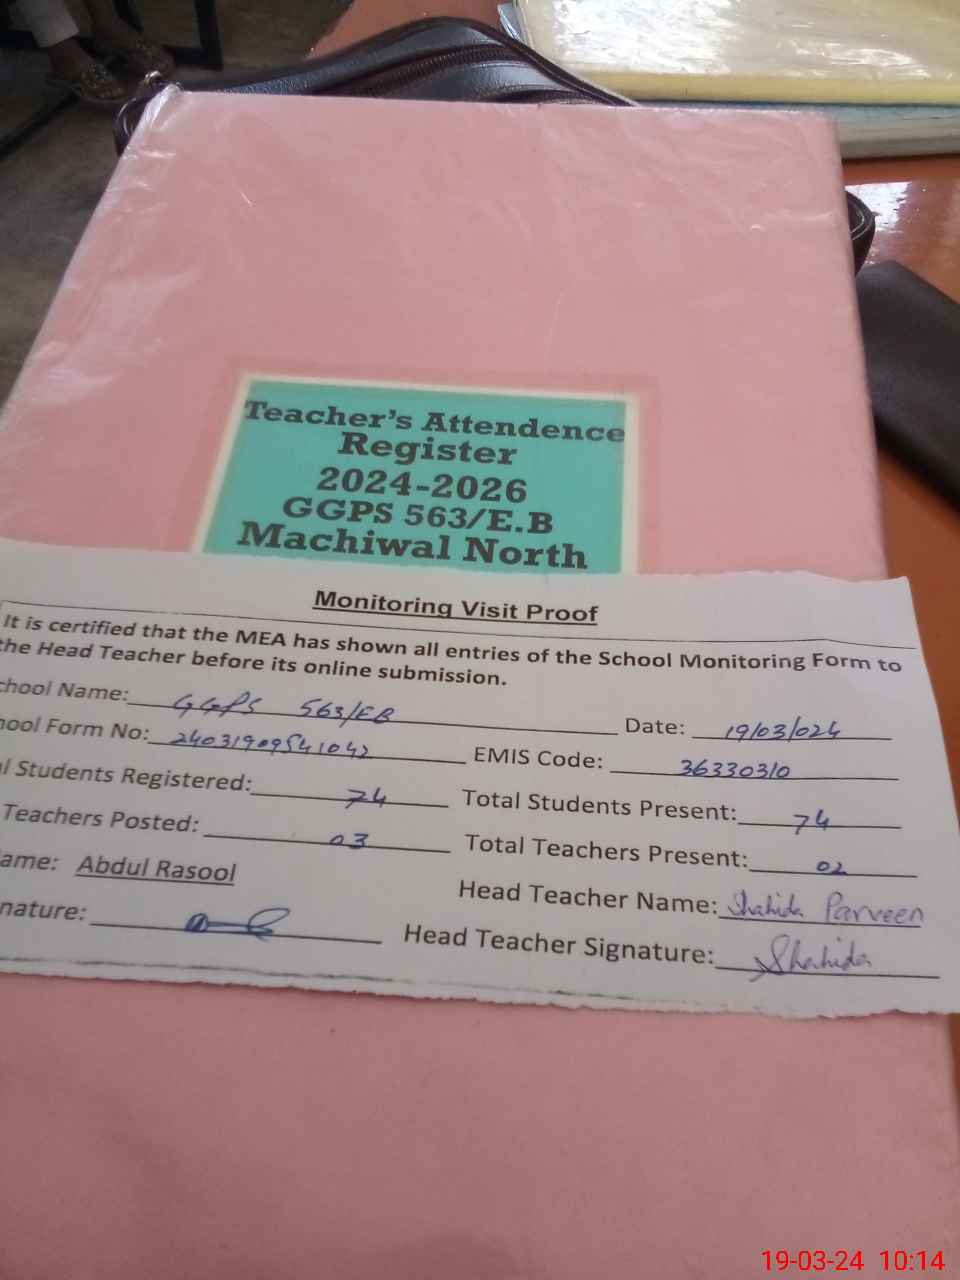 Teacher's Attendence
Register
2024-2026
GGPS 563/E.B
Machiwal North
Monitoring Visit Proof
It is certified that the MEA has shown all entries of the School Monitoring Form to
the Head Teacher before its online submission.
chool Name: GGPS 563/EB Date: 19/03/024
hool Form No: 24031909541042 EMIS Code: 36330310
l Students Registered: 74 Total Students Present: 74
Teachers Posted: 03 Total Teachers Present: 02
ame: Abdul Rasool Head Teacher Name: Shahida Parveen
nature: Head Teacher Signature: Shahida
19-03-24 10:14